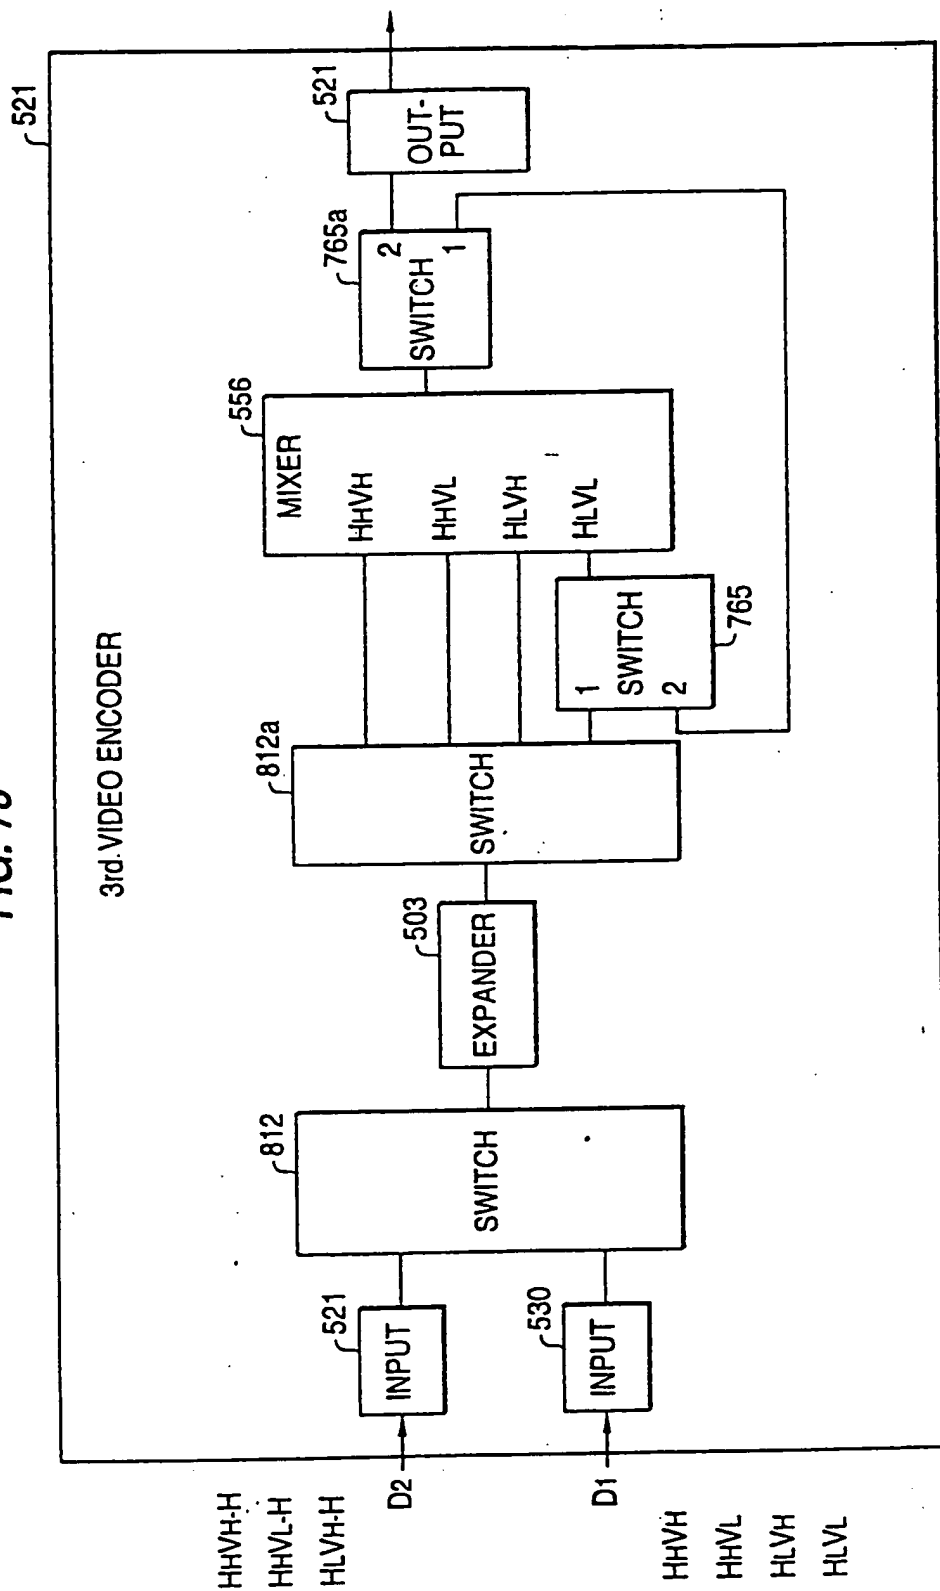 FIG.
521
3rd. VIDEO ENCODER
HHVH-H
HHVL-H
HLVH-H
D2
D1
HHVH
HHVL
HLVH
HLVL
521
INPUT
530
INPUT
812
SWITCH
503
EXPANDER
812a
SWITCH
1
2
SWITCH
765
556
MIXER
HHVH
HHVL
HLVH
HLVL
765a
SWITCH
2
1
521
OUT-
PUT